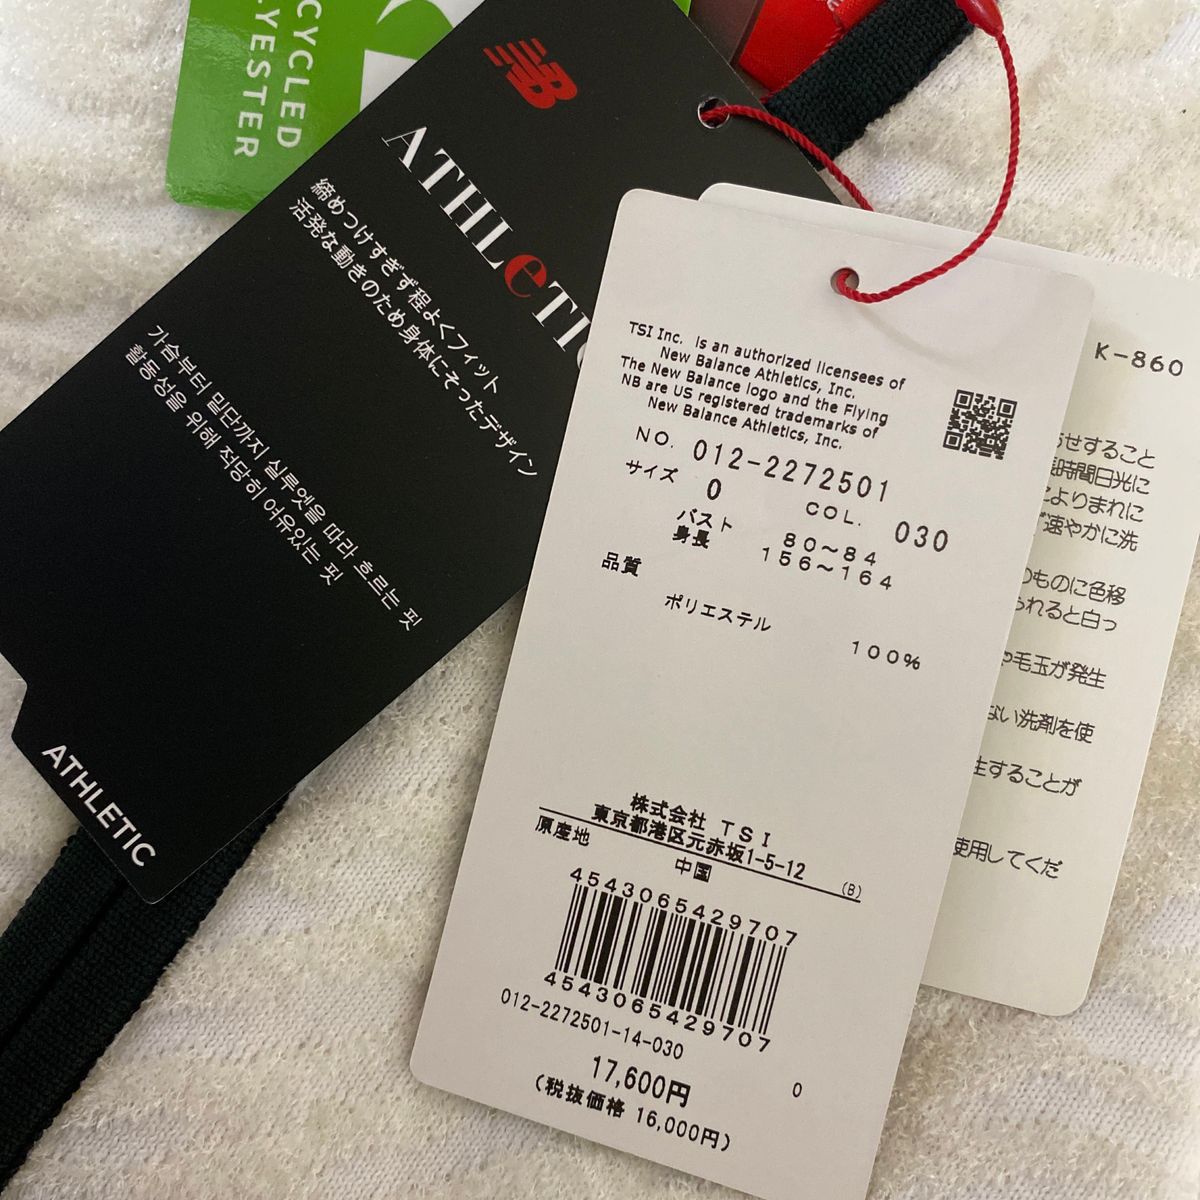 CYCLED
YESTER
NB
ATHLeTIC
締めつけすぎず程よくフィット
活発な動きのため身体にそったデザイン
가슴부터 밑단까지 실루엣을 따라 흐르는 핏
활동성을 위해 적당히 여유있는 핏
ATHLETIC
TSI Inc. is an authorized licensees of
New Balance Athletics, Inc.
The New Balance logo and the Flying
NB are US registered trademarks of
New Balance Athletics, Inc.
NO. 012-2272501
サイズ 0 COL. 030
バスト 80～84
身長 156～164
品質
ポリエステル 100%
株式会社 TSI
東京都港区元赤坂1-5-12
原産地 中国 (B)
4543065429707
4543065429707
012-2272501-14-030
17,600円 0
(税抜価格 16,000円)
K-860
せすること
時間日光に
よりまれに
速やかに洗
のものに色移
られると白っ
や毛玉が発生
ない洗剤を使
生することが
使用してくだ